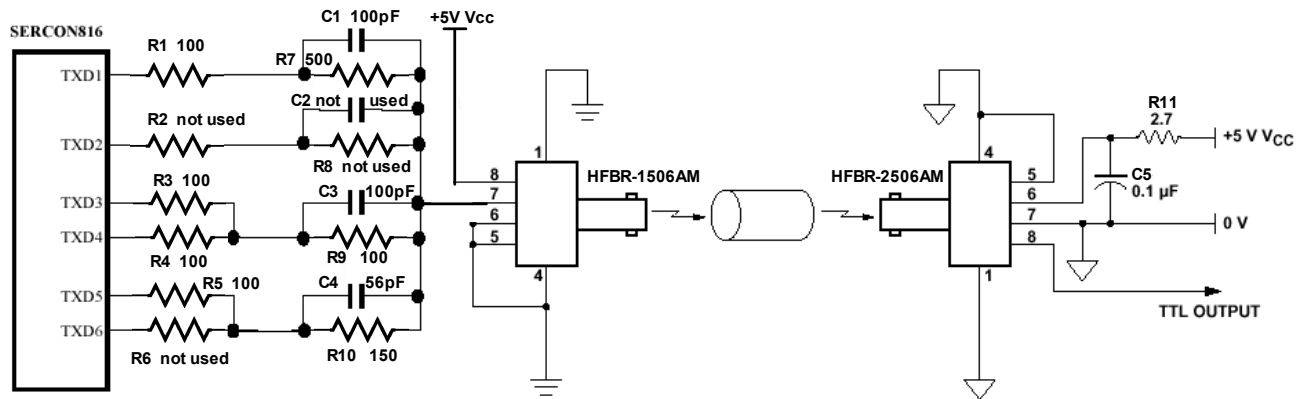 SERCON816
TXD1
TXD2
TXD3
TXD4
TXD5
TXD6
R1 100
C1 100pF
R7 500
R2 not used
C2 not used
R8 not used
R3 100
C3 100pF
R4 100
R9 100
R5 100
C4 56pF
R6 not used
R10 150
+5V Vcc
1
8
7
6
5
4
HFBR-1506AM
HFBR-2506AM
4
5
6
7
8
1
R11
2.7
+5 V VCC
C5
0.1 µF
0 V
TTL OUTPUT